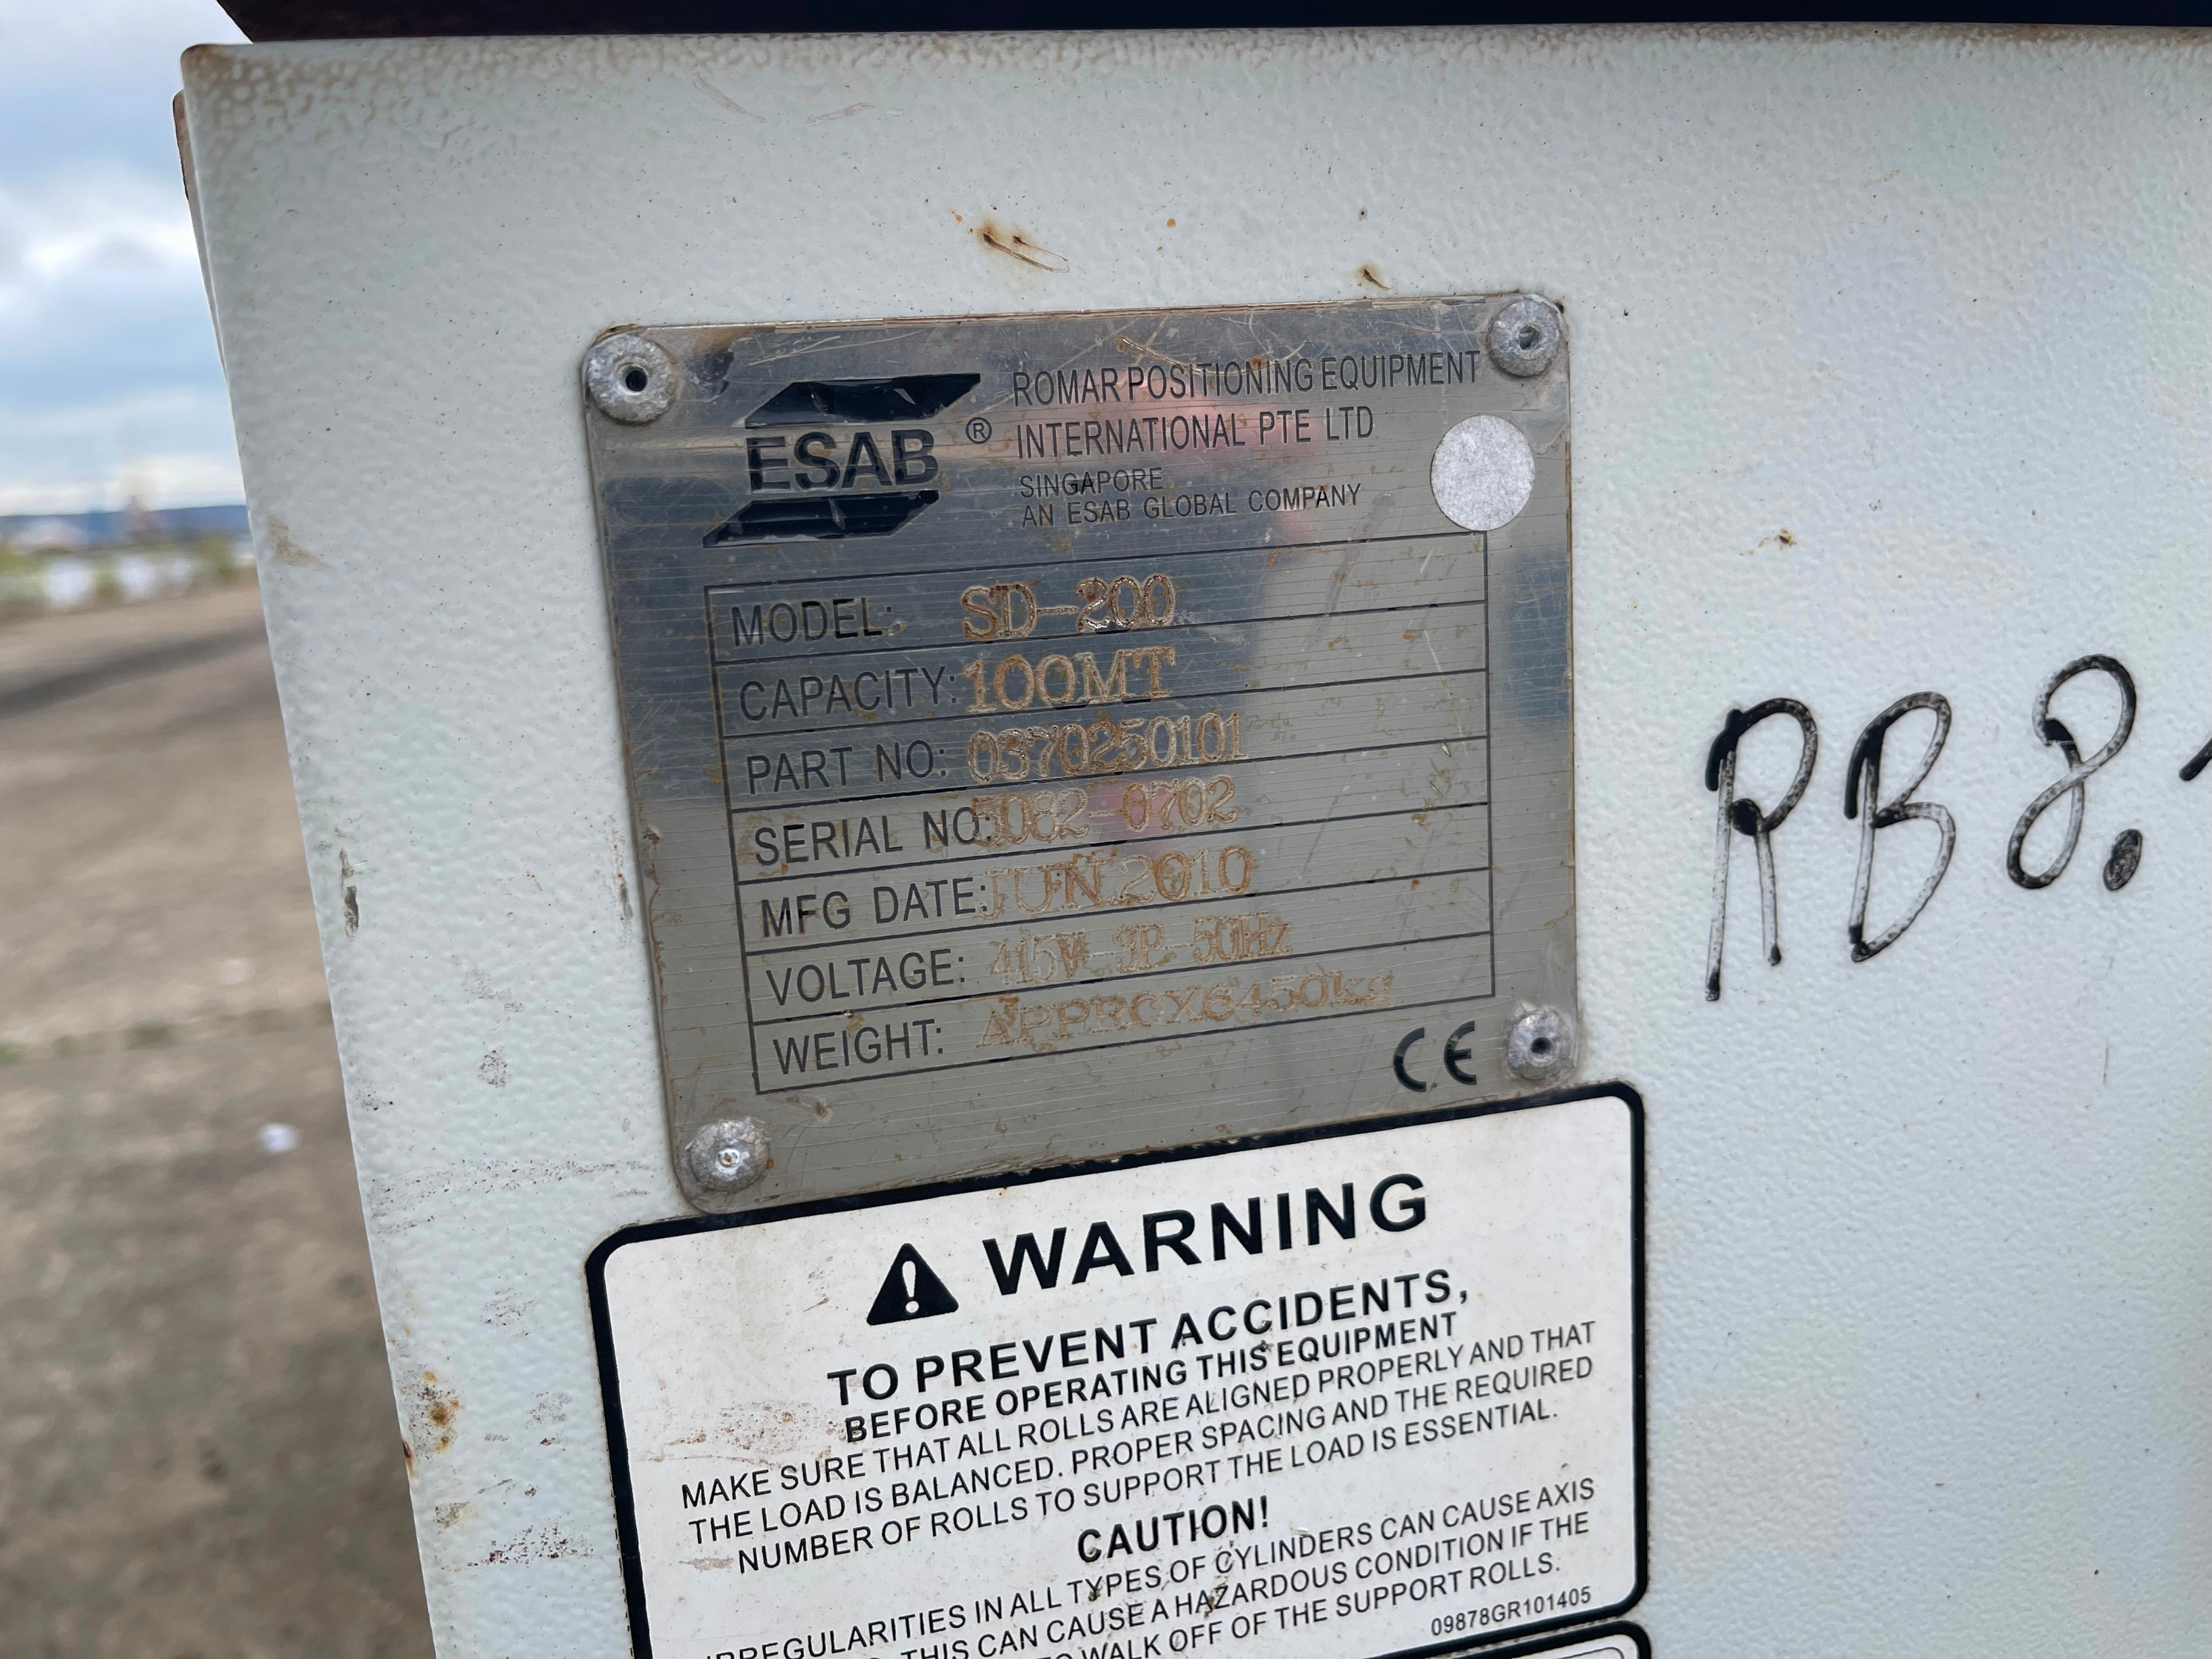 ESAB ®
ROMAR POSITIONING EQUIPMENT
INTERNATIONAL PTE LTD
SINGAPORE
AN ESAB GLOBAL COMPANY
MODEL: SD-200
CAPACITY: 100MT
PART NO: 0370250101
SERIAL NO: 5082-0702
MFG DATE: JUN.2010
VOLTAGE: 415V-3P-50Hz
WEIGHT: APPROX6450kg
CE
RB 8.
WARNING
TO PREVENT ACCIDENTS,
BEFORE OPERATING THIS EQUIPMENT
MAKE SURE THAT ALL ROLLS ARE ALIGNED PROPERLY AND THAT
THE LOAD IS BALANCED. PROPER SPACING AND THE REQUIRED
NUMBER OF ROLLS TO SUPPORT THE LOAD IS ESSENTIAL.
CAUTION!
IRREGULARITIES IN ALL TYPES OF CYLINDERS CAN CAUSE AXIS
THIS CAN CAUSE A HAZARDOUS CONDITION IF THE
TO WALK OFF OF THE SUPPORT ROLLS.
09878GR101405